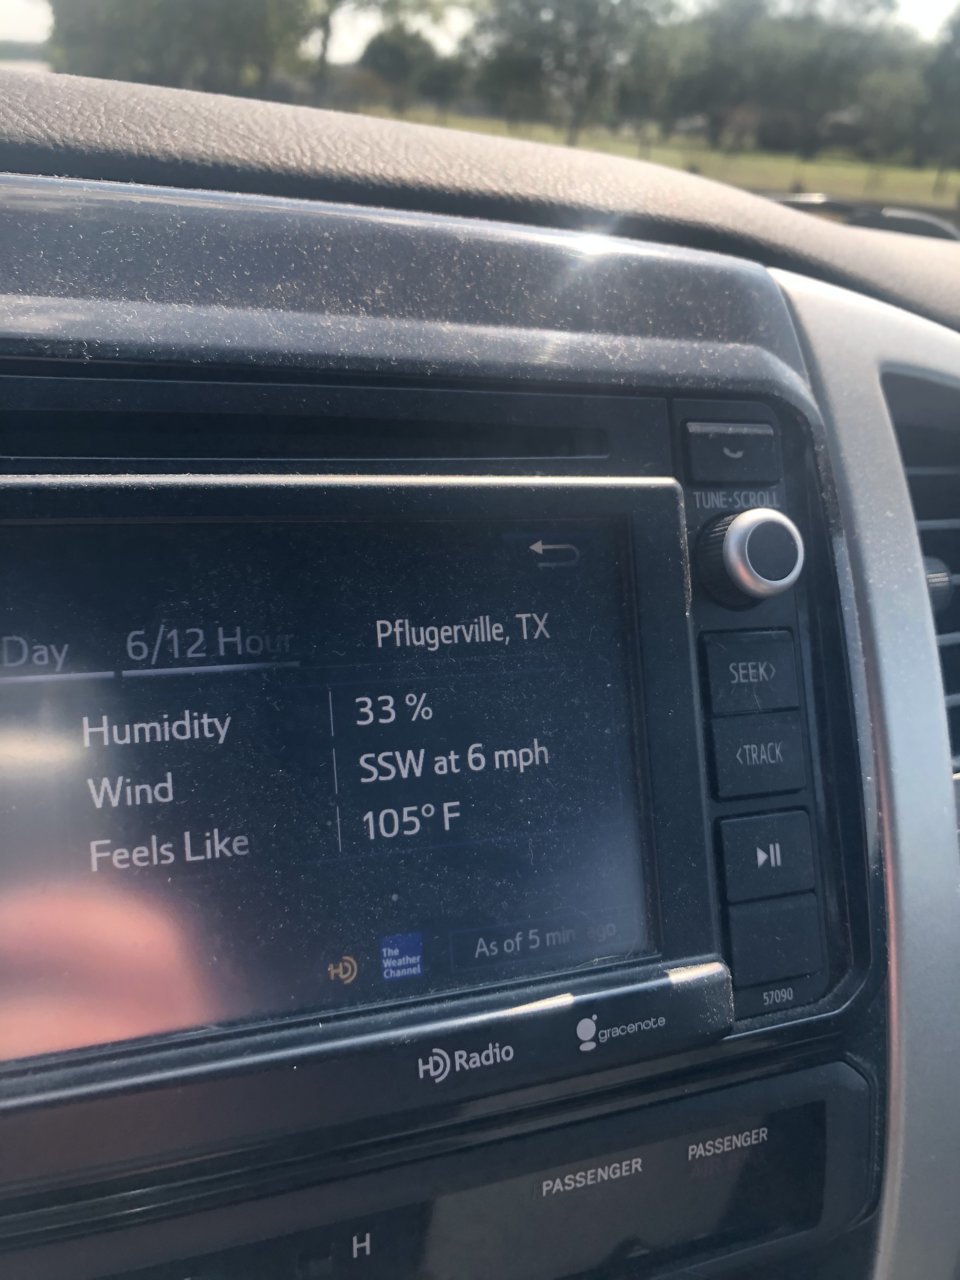 TUNE•SCROLL
Day
6/12 Hour
Pflugerville, TX
SEEK>
Humidity
33 %
<TRACK
Wind
SSW at 6 mph
Feels Like
105° F
HD
The
Weather
Channel
As of 5 min ago
57090
HD Radio
gracenote
PASSENGER
PASSENGER
H